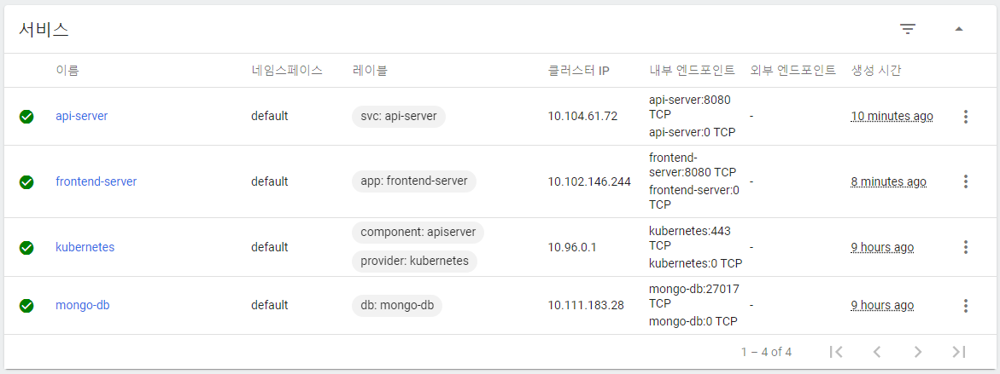 서비스
이름 네임스페이스 레이블 클러스터 IP 내부 엔드포인트 외부 엔드포인트 생성 시간
api-server default svc: api-server 10.104.61.72 api-server:8080 TCP - 10 minutes ago
api-server:0 TCP
frontend-server default app: frontend-server 10.102.146.244 frontend-server:8080 TCP - 8 minutes ago
frontend-server:0 TCP
kubernetes default component: apiserver 10.96.0.1 kubernetes:443 TCP - 9 hours ago
provider: kubernetes kubernetes:0 TCP
mongo-db default db: mongo-db 10.111.183.28 mongo-db:27017 TCP - 9 hours ago
mongo-db:0 TCP
1 – 4 of 4